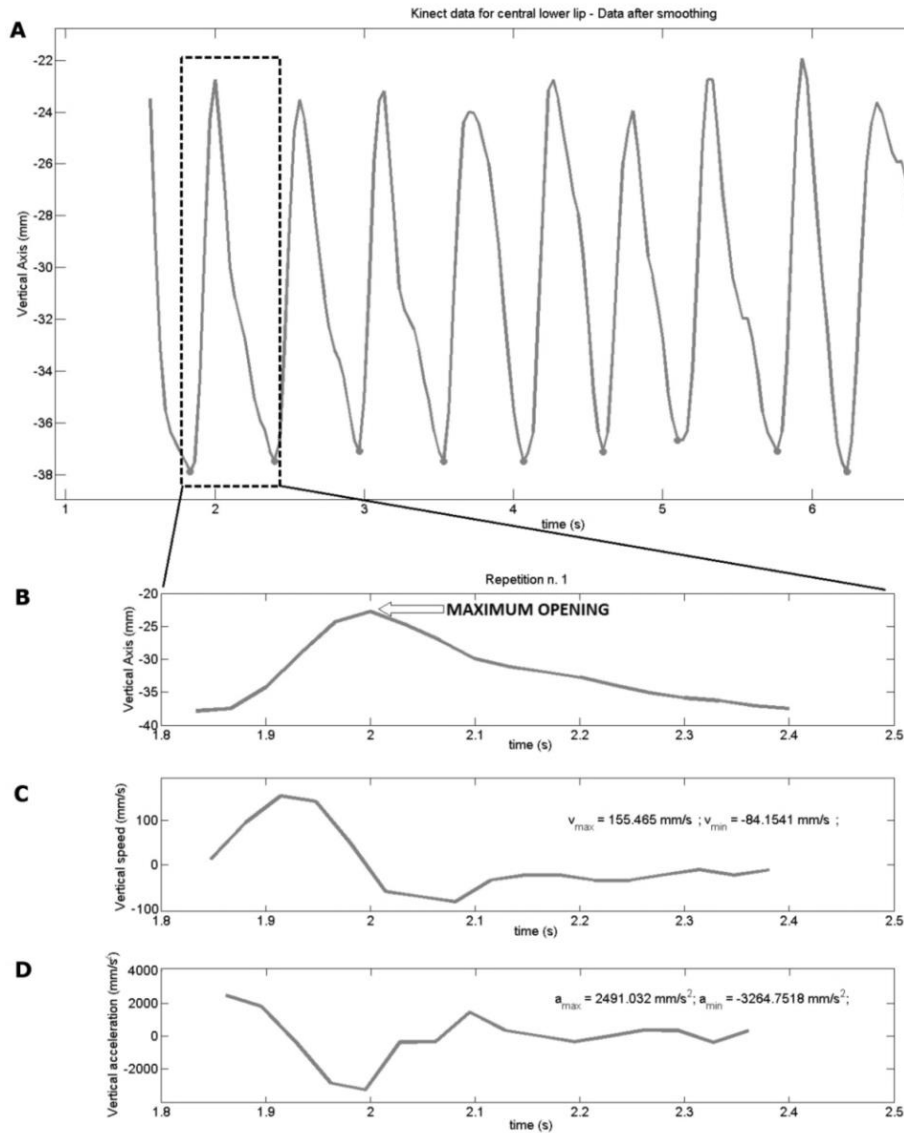 Kinect data for central lower lip - Data after smoothing
A
Vertical Axis (mm)
-22
-24
-26
-28
-30
-32
-34
-36
-38
1 2 3 4 5 6
time (s)
Repetition n. 1
B
Vertical Axis (mm)
-20
-25
-30
-35
-40
MAXIMUM OPENING
1.8 1.9 2 2.1 2.2 2.3 2.4 2.5
time (s)
C
Vertical speed (mm/s)
100
0
-100
v_max = 155.465 mm/s ; v_min = -84.1541 mm/s ;
1.8 1.9 2 2.1 2.2 2.3 2.4 2.5
time (s)
D
Vertical acceleration (mm/s²)
4000
2000
0
-2000
a_max = 2491.032 mm/s²; a_min = -3264.7518 mm/s²;
1.8 1.9 2 2.1 2.2 2.3 2.4 2.5
time (s)